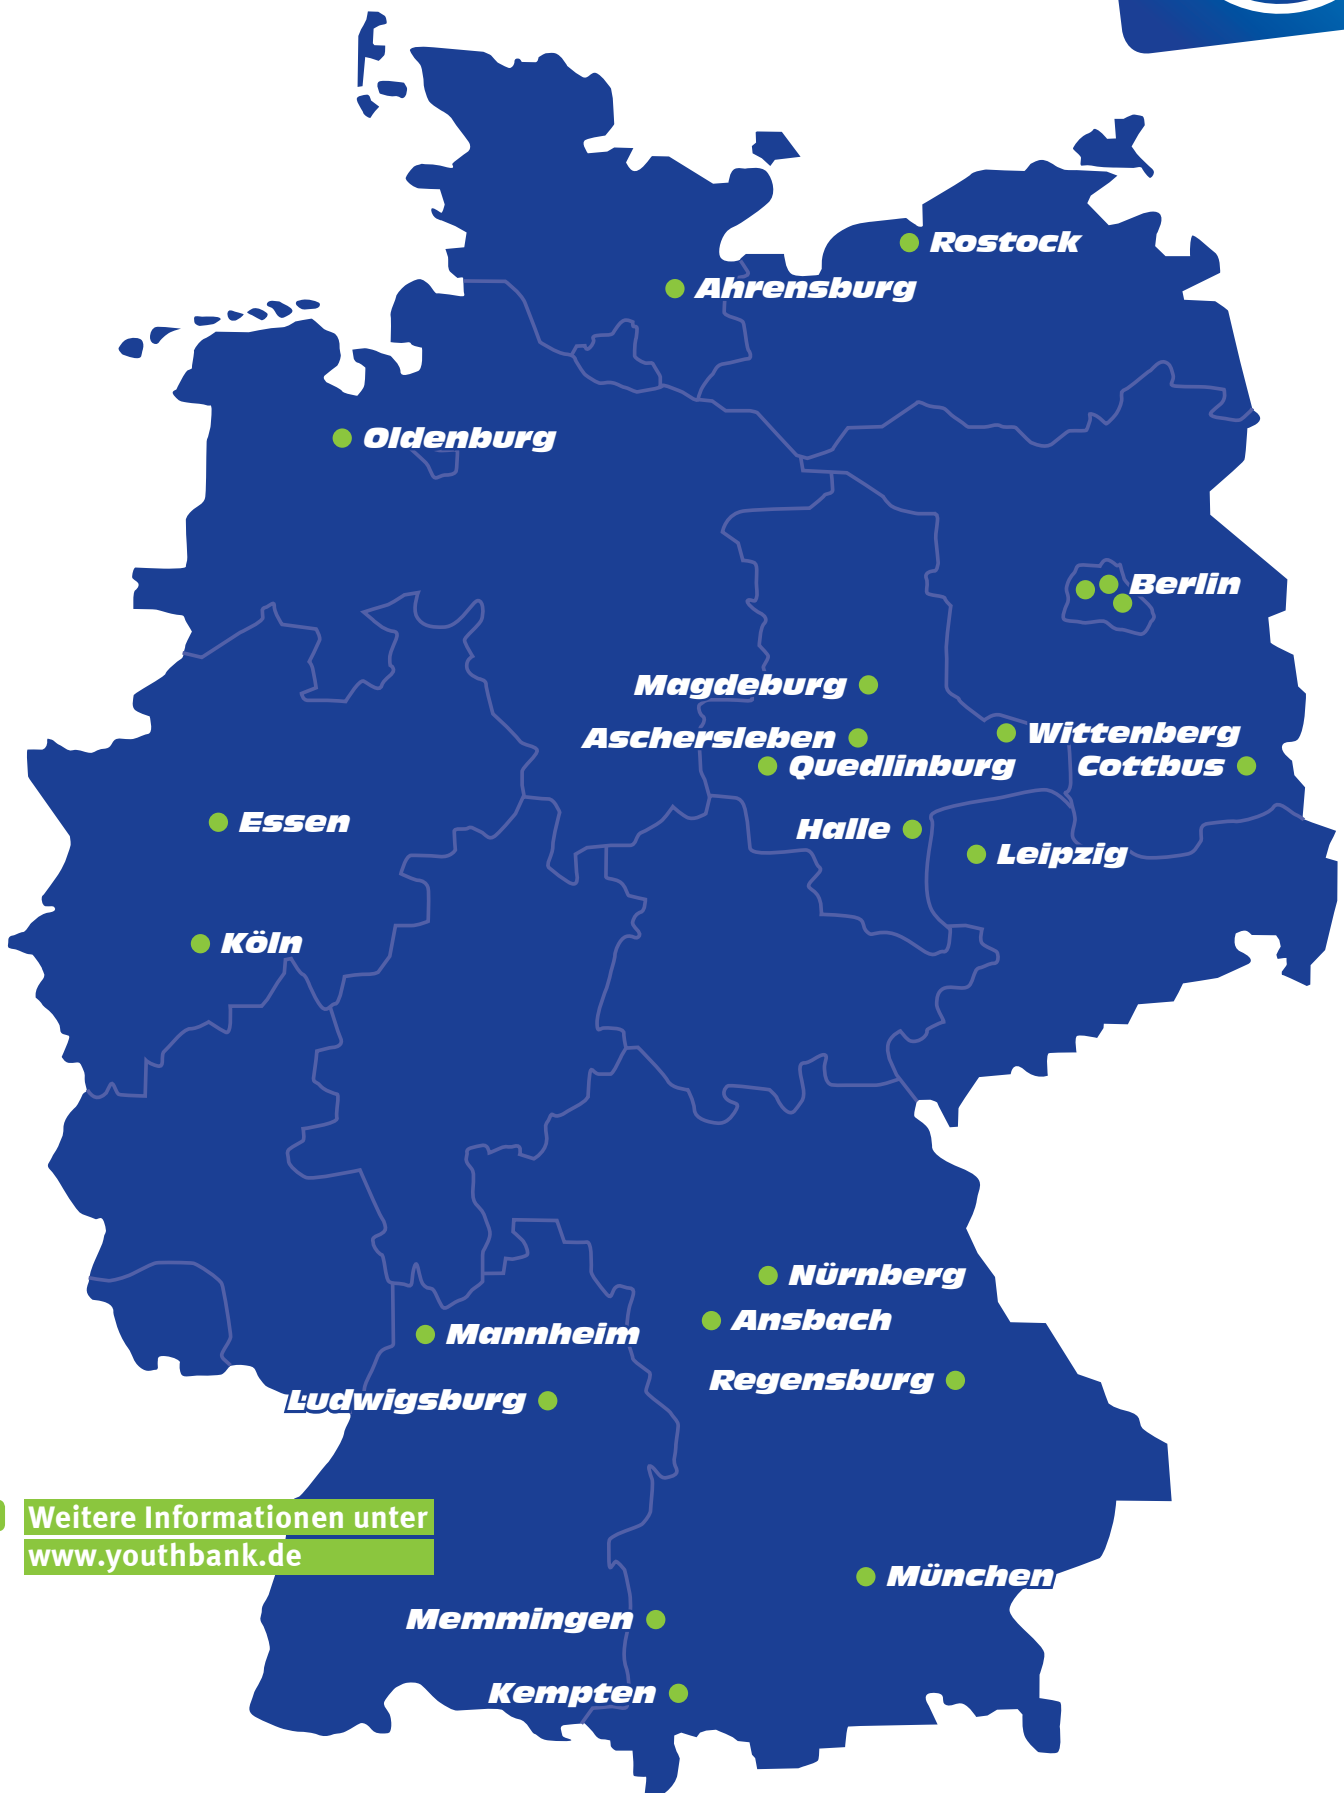 Rostock
Ahrensburg
Oldenburg
Berlin
Magdeburg
Wittenberg
Aschersleben
Quedlinburg
Cottbus
Essen
Halle
Leipzig
Köln
Nürnberg
Ansbach
Mannheim
Regensburg
Ludwigsburg
Weitere Informationen unter
www.youthbank.de
München
Memmingen
Kempten